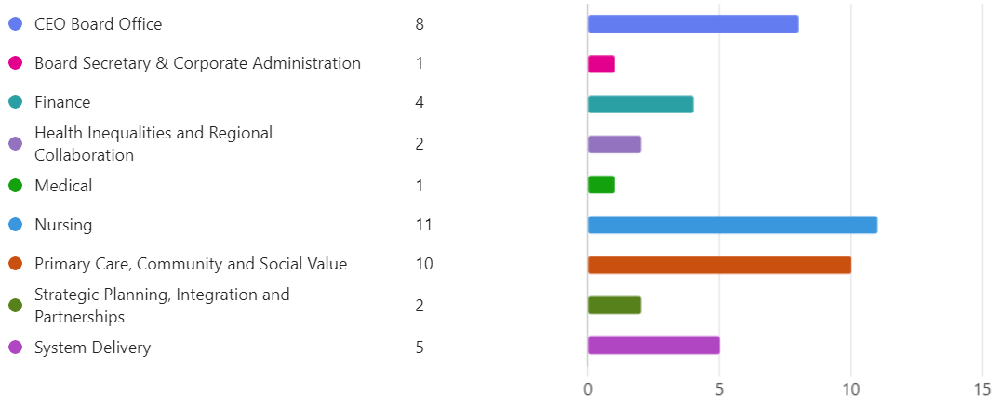 CEO Board Office 8
Board Secretary & Corporate Administration 1
Finance 4
Health Inequalities and Regional
Collaboration 2
Medical 1
Nursing 11
Primary Care, Community and Social Value 10
Strategic Planning, Integration and
Partnerships 2
System Delivery 5
0 5 10 15